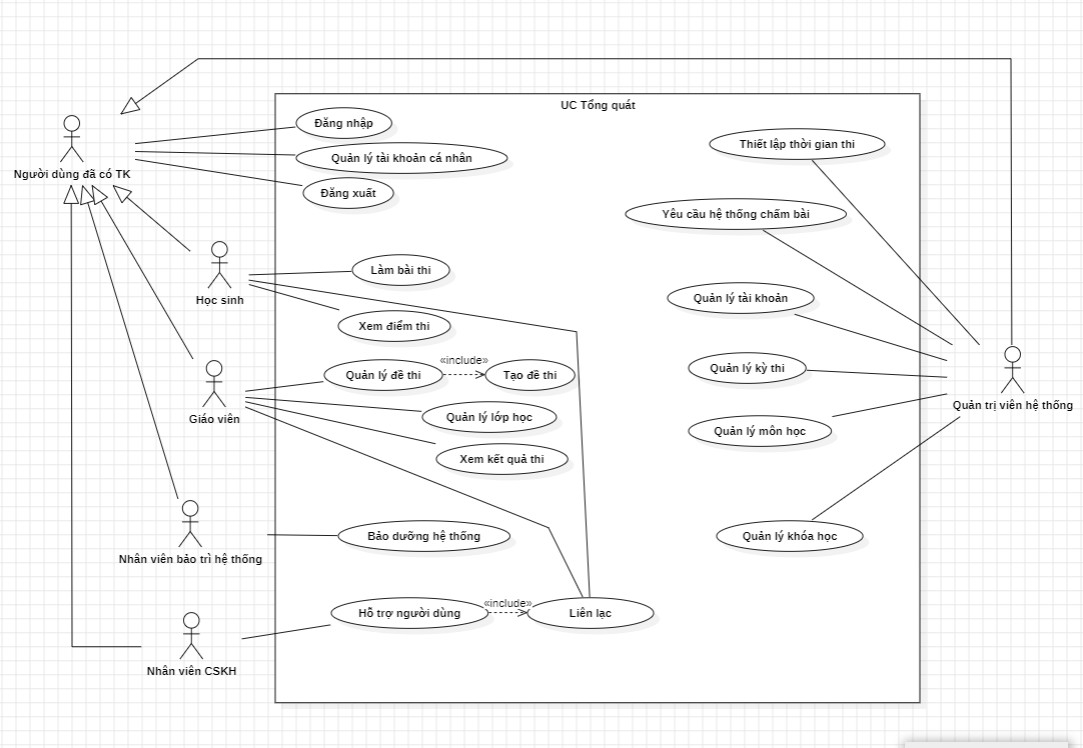 UC Tổng quát
Đăng nhập
Thiết lập thời gian thi
Quản lý tài khoản cá nhân
Người dùng đã có TK
Đăng xuất
Yêu cầu hệ thống chấm bài
Làm bài thi
Học sinh
Quản lý tài khoản
Xem điểm thi
«include»
Quản lý đề thi
Tạo đề thi
Quản lý kỳ thi
Quản trị viên hệ thống
Giáo viên
Quản lý lớp học
Quản lý môn học
Xem kết quả thi
Bảo dưỡng hệ thống
Quản lý khóa học
Nhân viên bảo trì hệ thống
«include»
Hỗ trợ người dùng
Liên lạc
Nhân viên CSKH